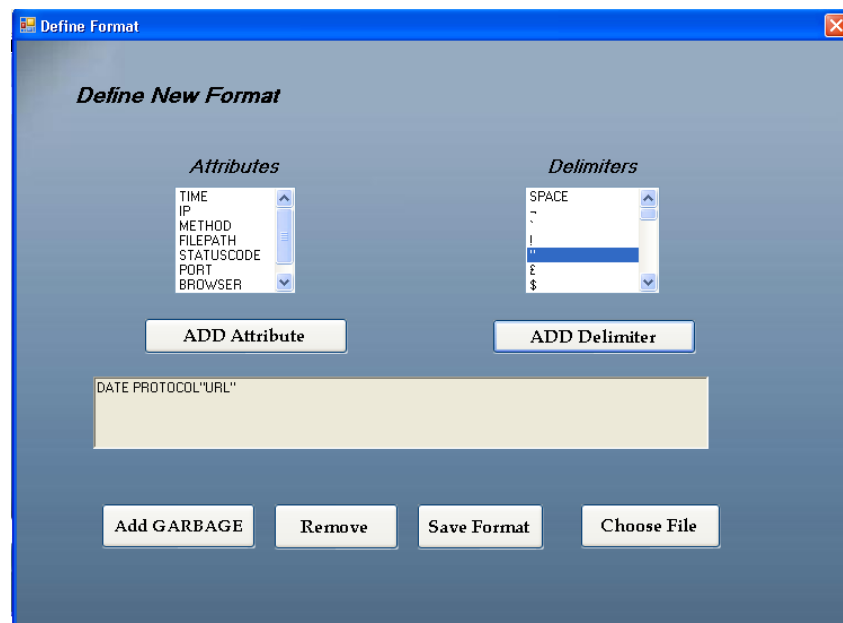 Define Format
Define New Format
Attributes
TIME
IP
METHOD
FILEPATH
STATUSCODE
PORT
BROWSER
Delimiters
SPACE
¬
`
!
"
£
$
ADD Attribute
ADD Delimiter
DATE PROTOCOL"URL"
Add GARBAGE
Remove
Save Format
Choose File